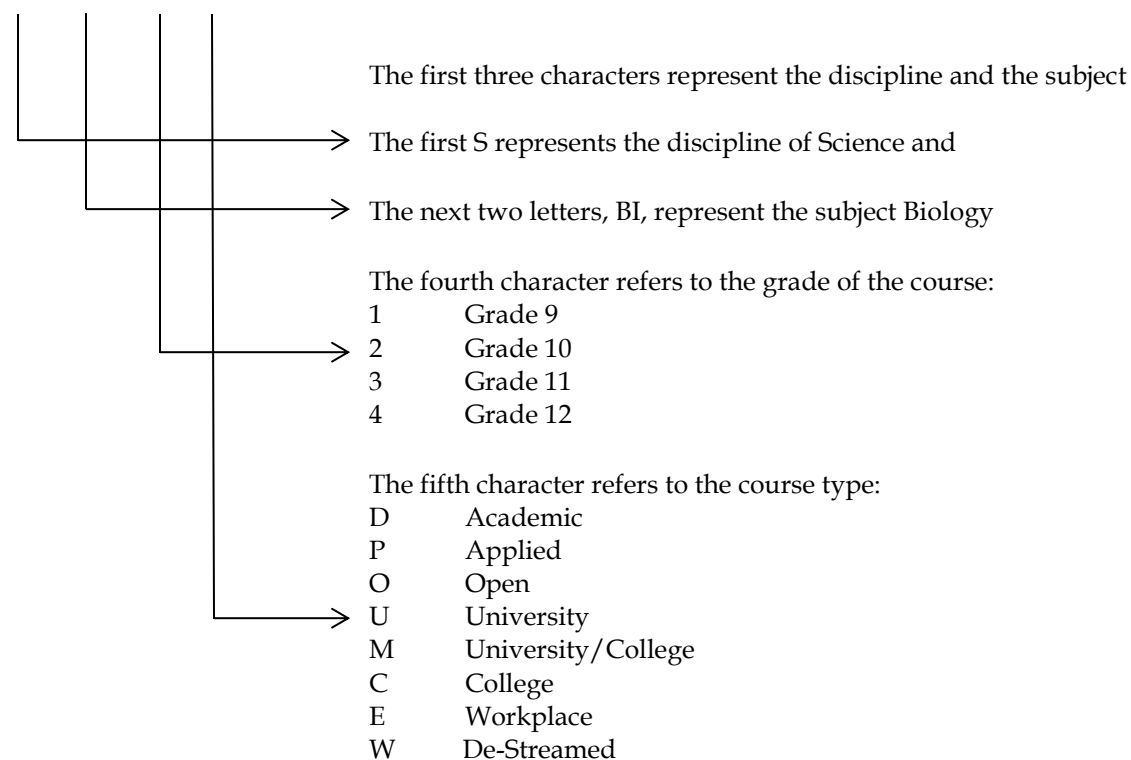 The first three characters represent the discipline and the subject
The first S represents the discipline of Science and
The next two letters, BI, represent the subject Biology
The fourth character refers to the grade of the course:
1 Grade 9
2 Grade 10
3 Grade 11
4 Grade 12
The fifth character refers to the course type:
D Academic
P Applied
O Open
U University
M University/College
C College
E Workplace
W De-Streamed